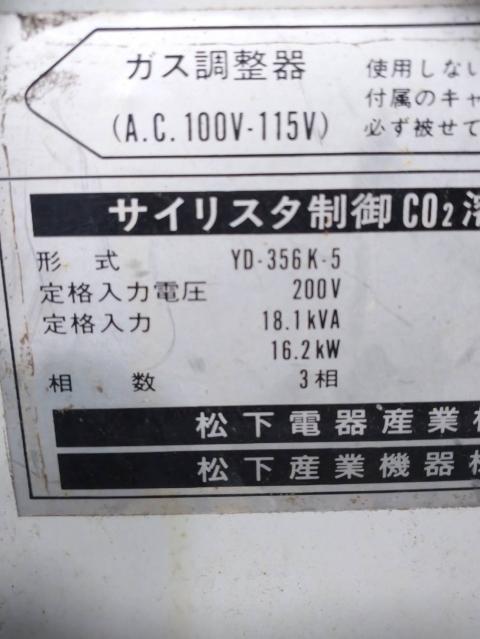 ガス調整器
(A.C.100V-115V)
使用しない
付属のキャ
必ず被せて
サイリスタ制御CO₂溶
形 式 YD-356K-5
定格入力電圧 200V
定格入力 18.1kVA
16.2kW
相 数 3相
松下電器産業株
松下産業機器株